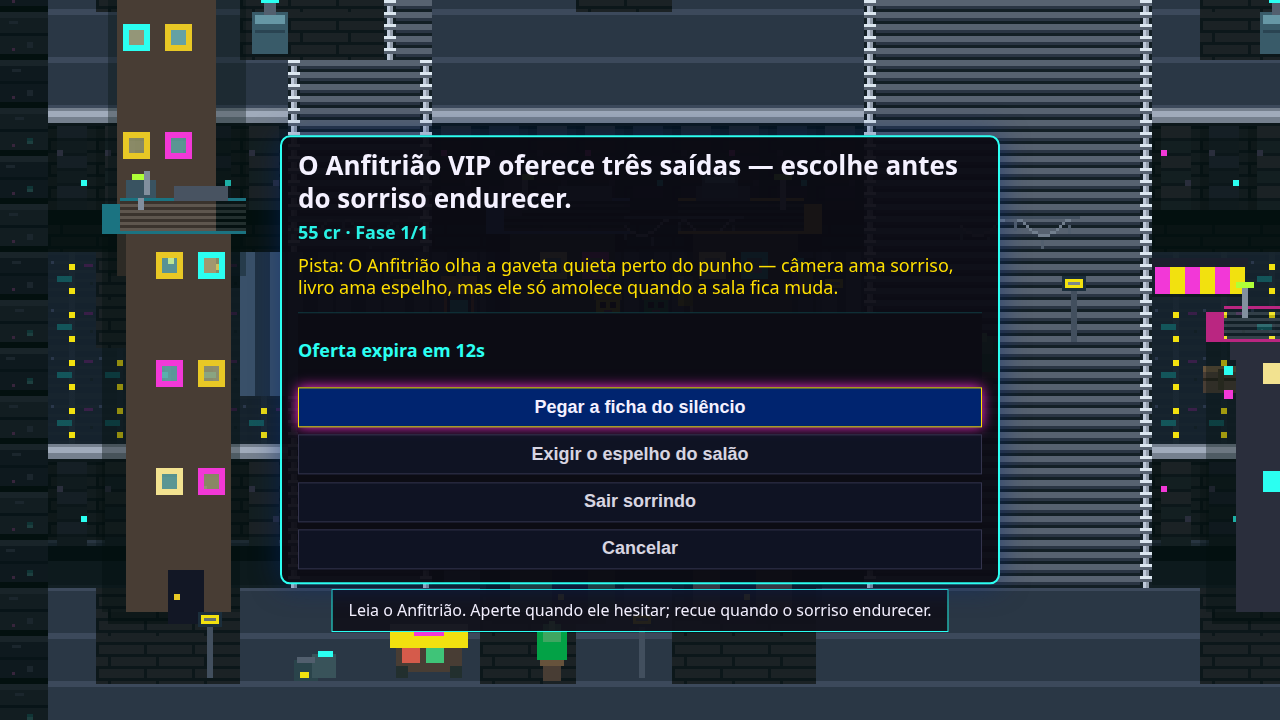 O Anfitrião VIP oferece três saídas — escolhe antes
do sorriso endurecer.
55 cr · Fase 1/1
Pista: O Anfitrião olha a gaveta quieta perto do punho — câmera ama sorriso,
livro ama espelho, mas ele só amolece quando a sala fica muda.
Oferta expira em 12s
Pegar a ficha do silêncio
Exigir o espelho do salão
Sair sorrindo
Cancelar
Leia o Anfitrião. Aperte quando ele hesitar; recue quando o sorriso endurecer.